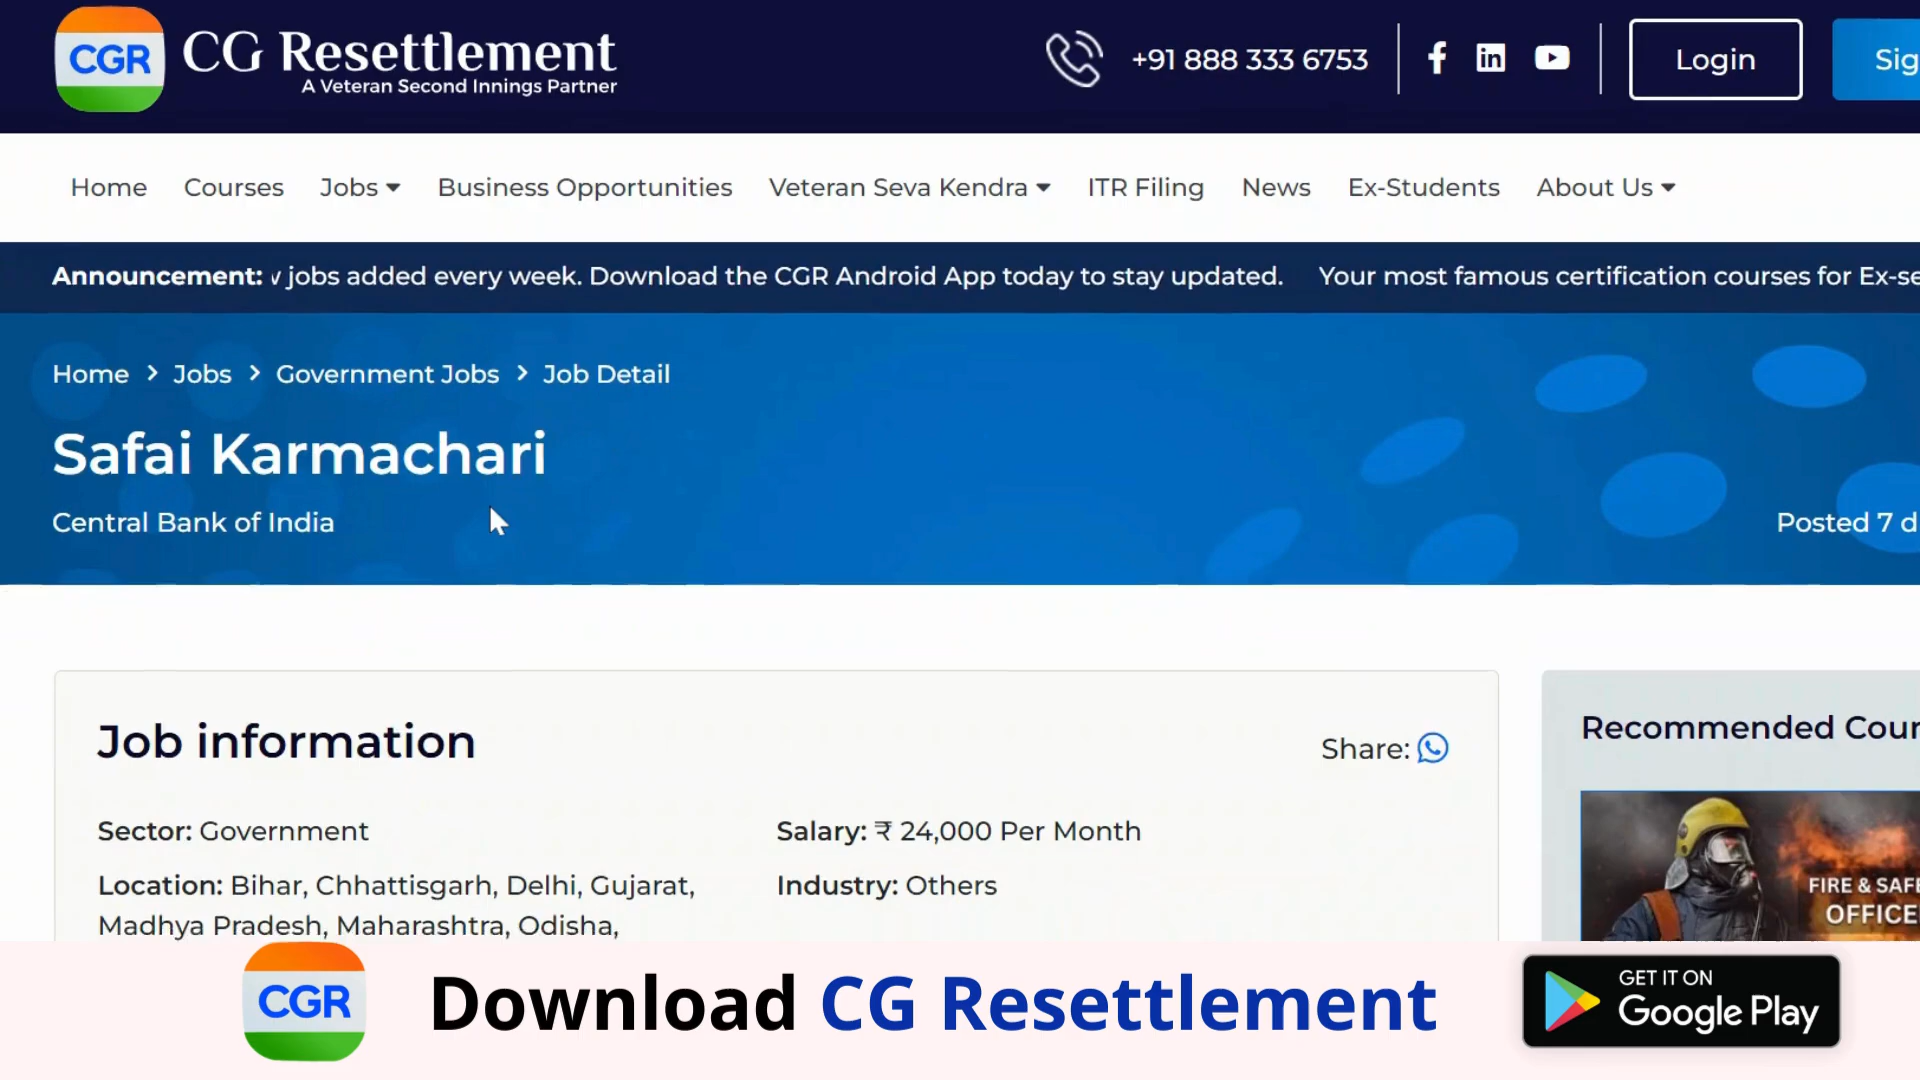 CGR
CG Resettlement
A Veteran Second Innings Partner
+91 888 333 6753
Login
Sig
Home Courses Jobs Business Opportunities Veteran Seva Kendra ITR Filing News Ex-Students About Us
Announcement: jobs added every week. Download the CGR Android App today to stay updated. Your most famous certification courses for Ex-se
Home > Jobs > Government Jobs > Job Detail
Safai Karmachari
Central Bank of India
Posted 7 d
Job information
Share:
Sector: Government
Salary: ₹ 24,000 Per Month
Location: Bihar, Chhattisgarh, Delhi, Gujarat,
Madhya Pradesh, Maharashtra, Odisha,
Industry: Others
Recommended Cour
FIRE & SAFE
OFFICE
CGR
Download CG Resettlement
GET IT ON
Google Play